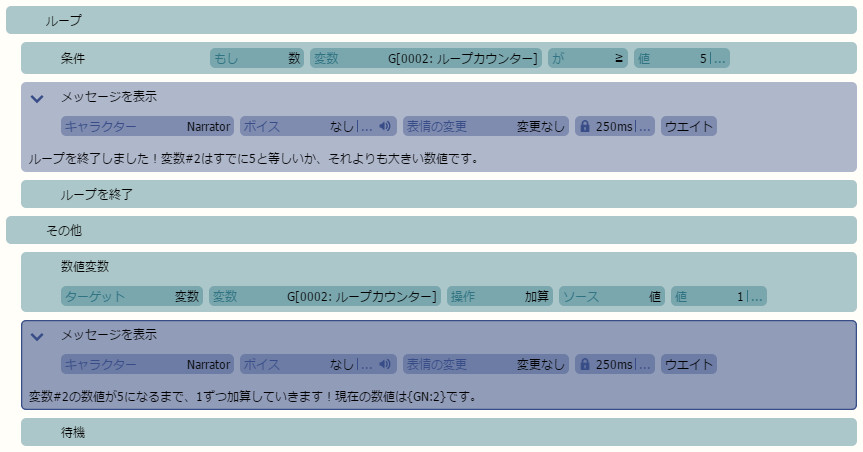 ループ
条件 もし 数 変数 G[0002: ループカウンター] が ≧ 値 5|...
メッセージを表示
キャラクター Narrator ボイス なし|... 表情の変更 変更なし 250ms|... ウエイト
ループを終了しました！変数#2はすでに5と等しいか、それよりも大きい数値です。
ループを終了
その他
数値変数
ターゲット 変数 変数 G[0002: ループカウンター] 操作 加算 ソース 値 値 1|...
メッセージを表示
キャラクター Narrator ボイス なし|... 表情の変更 変更なし 250ms|... ウエイト
変数#2の数値が5になるまで、1ずつ加算していきます！現在の数値は{GN:2}です。
待機